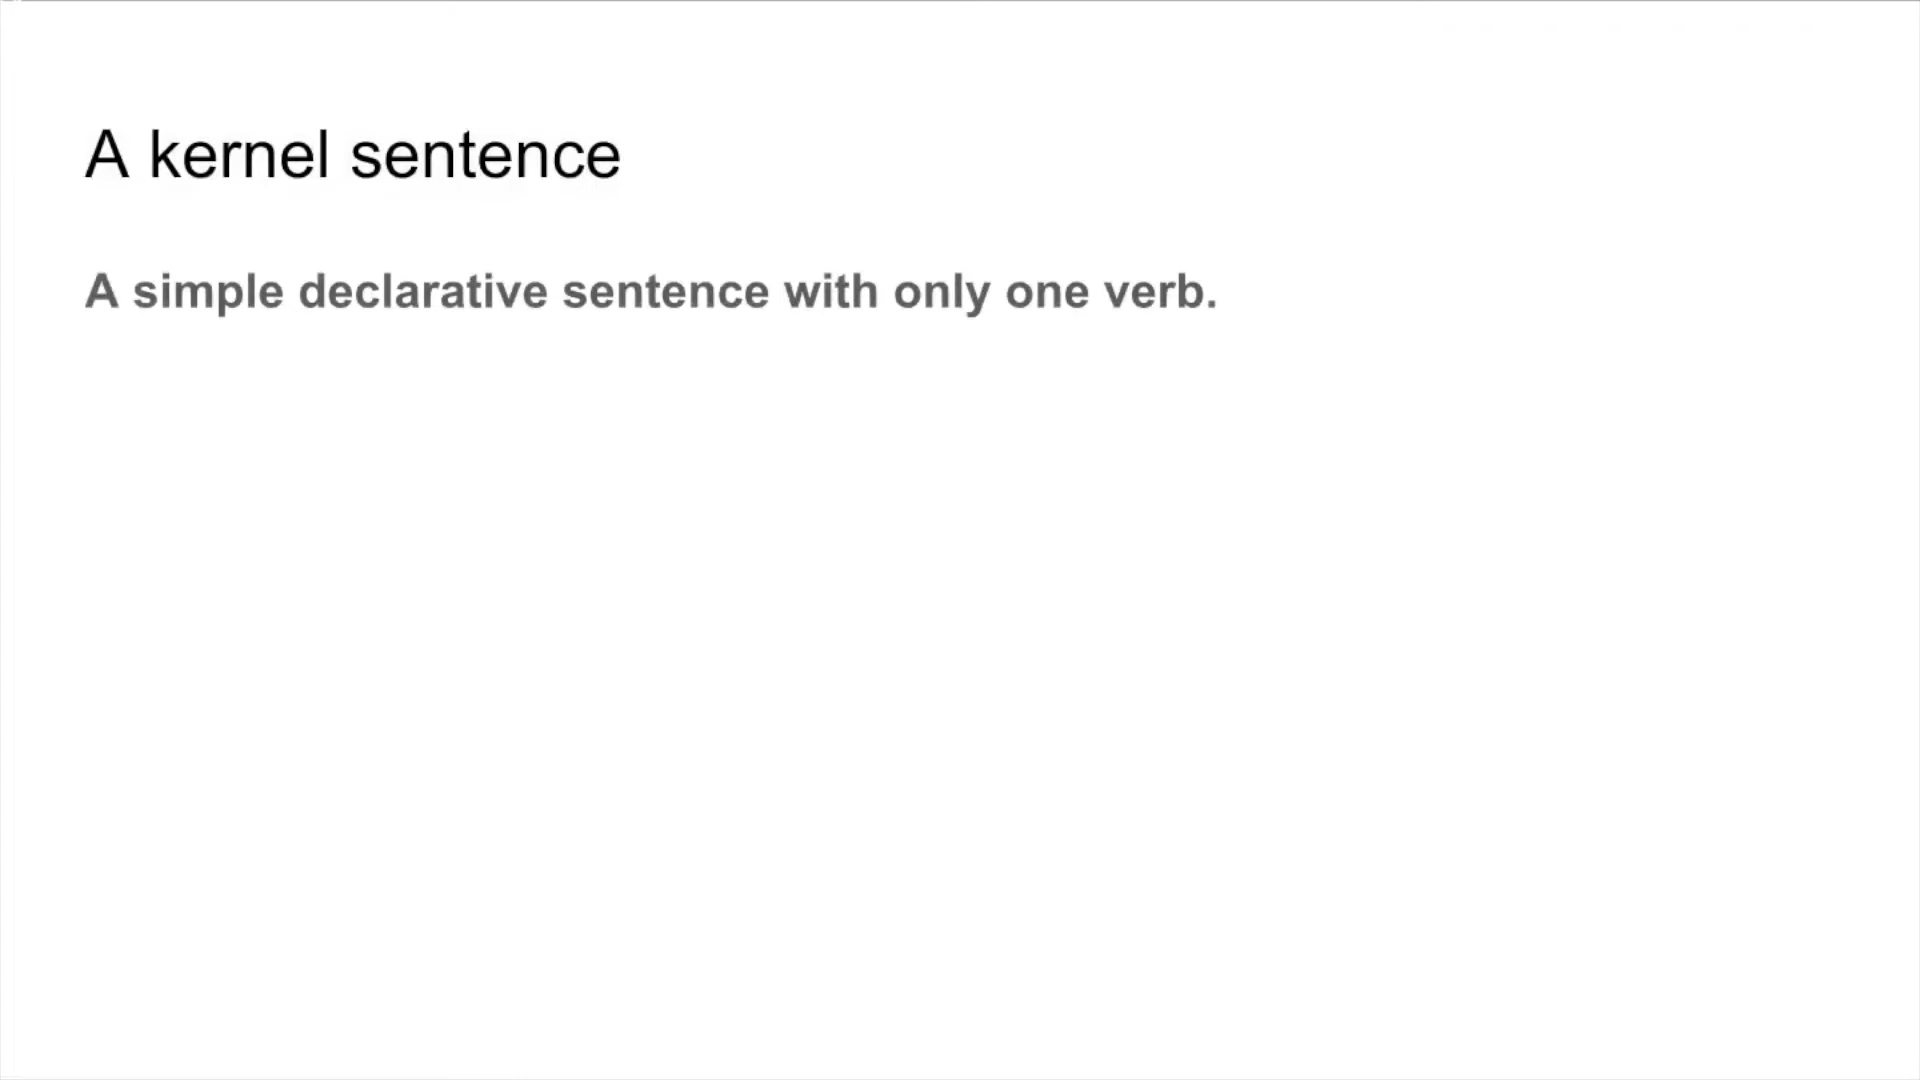 A kernel sentence
A simple declarative sentence with only one verb.